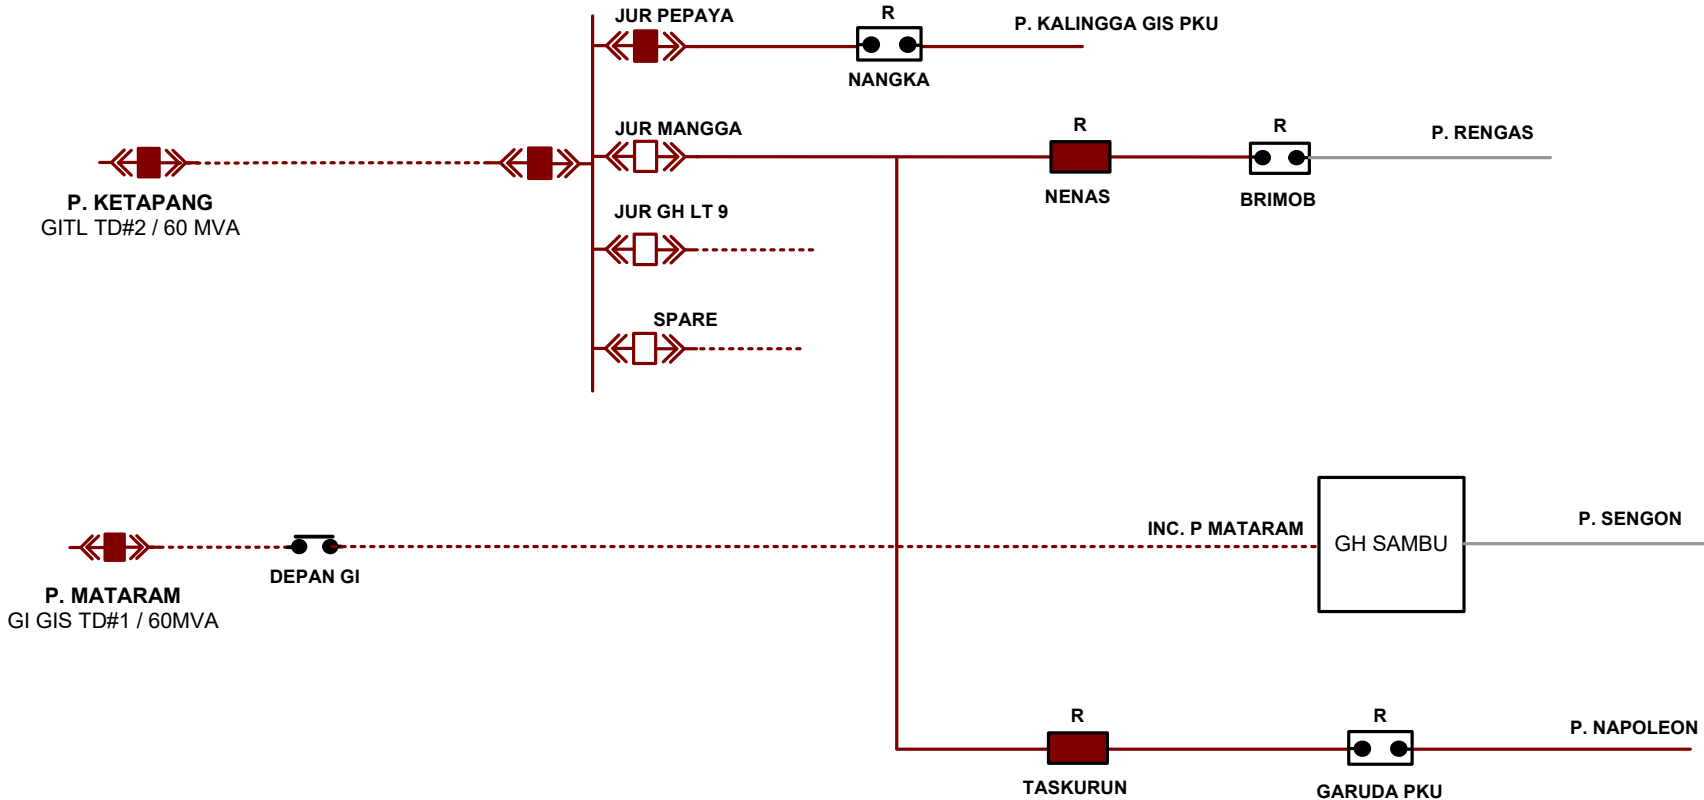 JUR PEPAYA
R
P. KALINGGA GIS PKU
NANGKA
JUR MANGGA
R
R
P. RENGAS
NENAS
BRIMOB
P. KETAPANG
GITL TD#2 / 60 MVA
JUR GH LT 9
SPARE
INC. P MATARAM
GH SAMBU
P. SENGON
DEPAN GI
P. MATARAM
GI GIS TD#1 / 60MVA
R
R
P. NAPOLEON
TASKURUN
GARUDA PKU